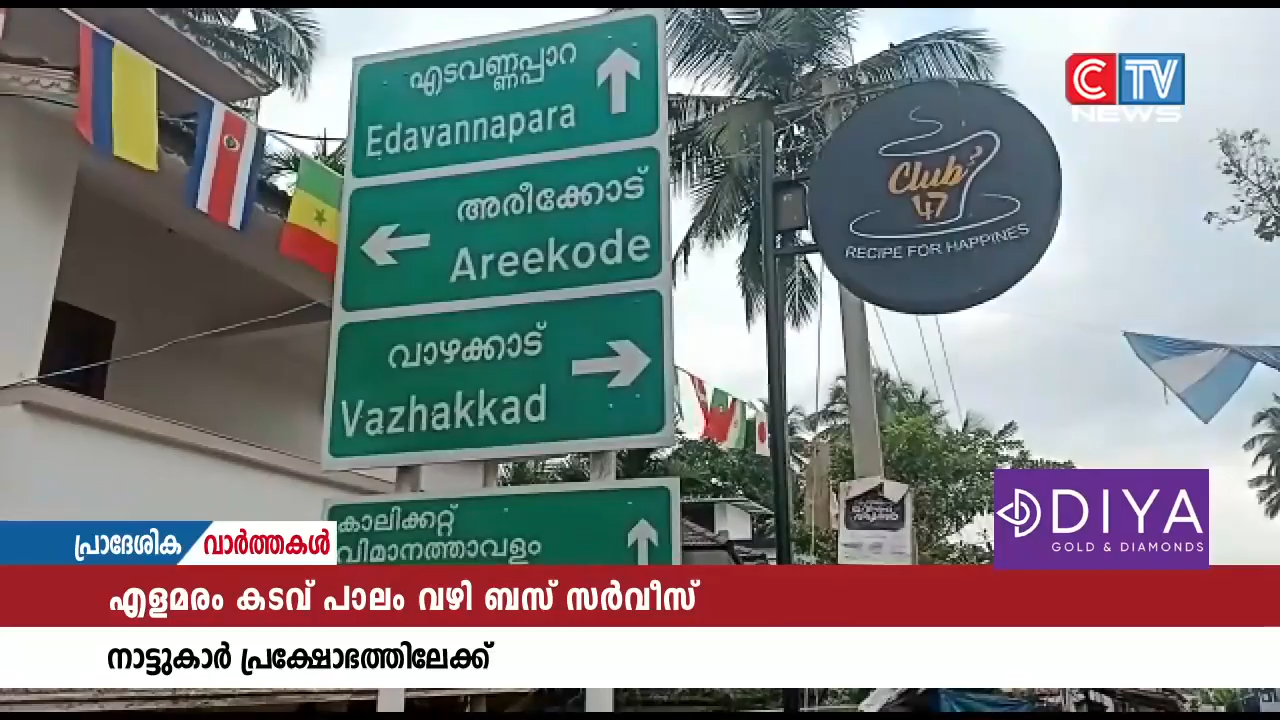 എടവണ്ണപ്പാറ
Edavannapara
അരീക്കോട്
Areekode
വാഴക്കാട്
Vazhakkad
കാലിക്കറ്റ്
വിമാനത്താവളം
Club
47
RECIPE FOR HAPPINES
CTV
NEWS
DIYA
GOLD & DIAMONDS
പ്രാദേശിക വാർത്തകൾ
എളമരം കടവ് പാലം വഴി ബസ് സർവീസ്
നാട്ടുകാർ പ്രക്ഷോഭത്തിലേക്ക്